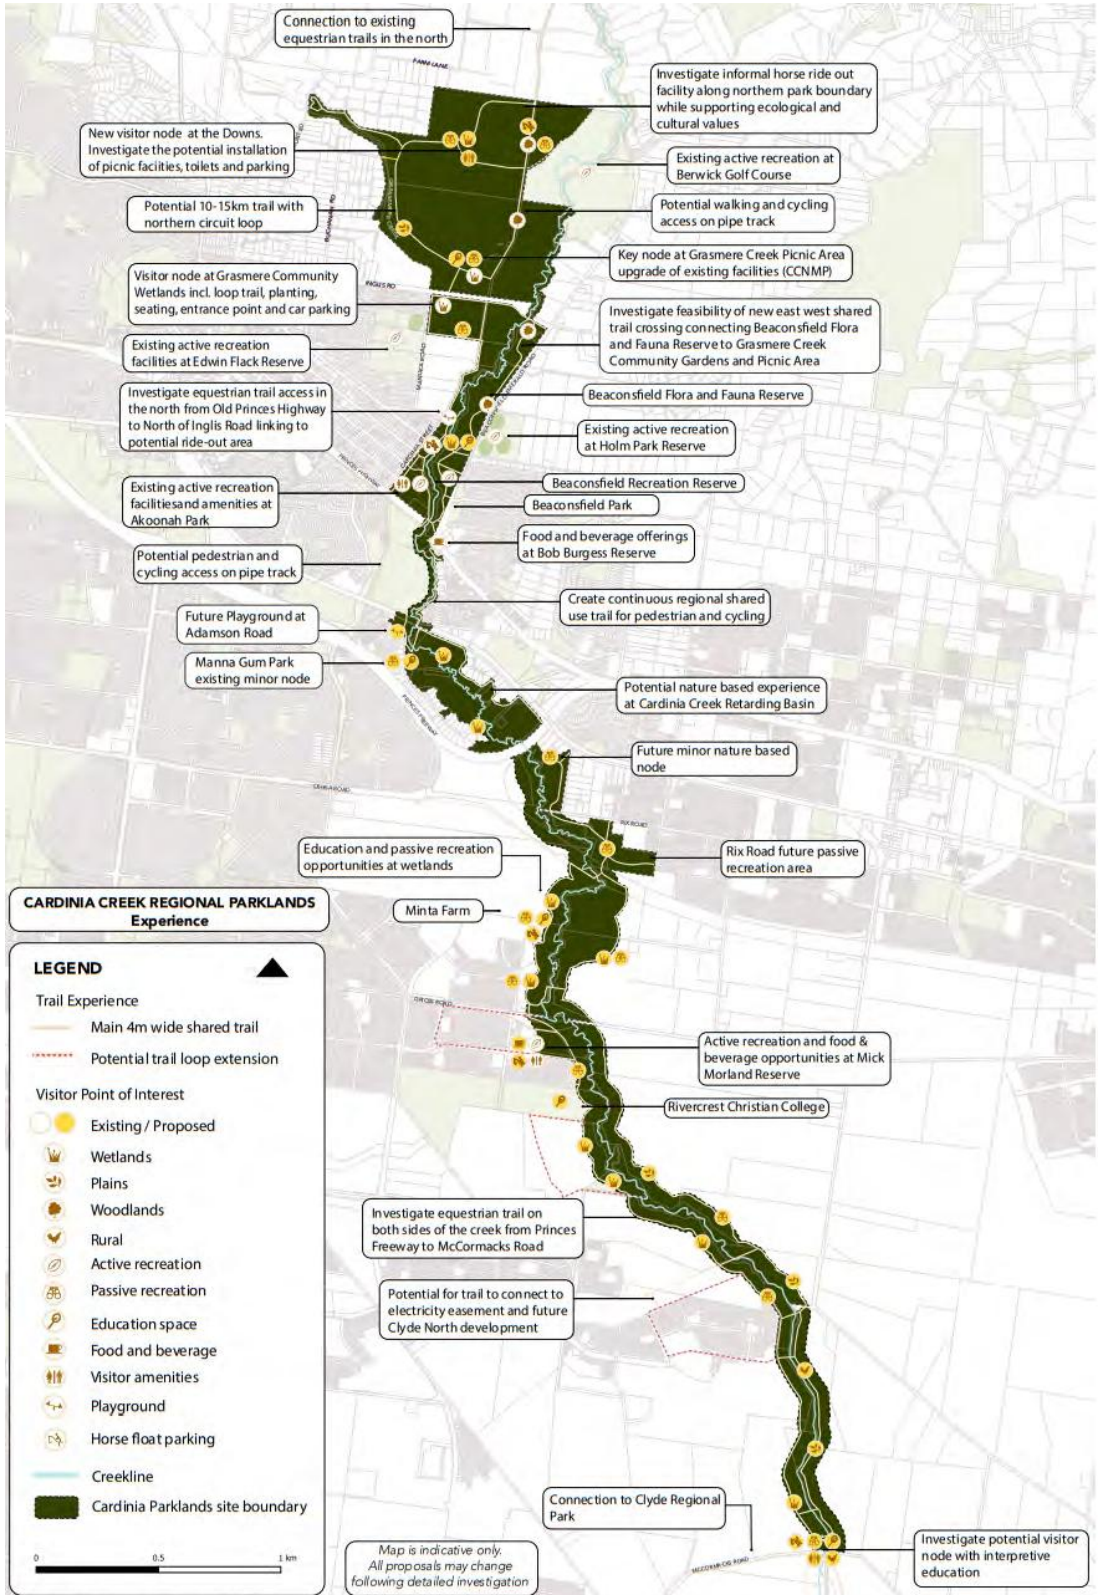 Connection to existing
equestrian trails in the north
PARM LANE
Investigate informal horse ride out
facility along northern park boundary
while supporting ecological and
cultural values
New visitor node at the Downs.
Investigate the potential installation
of picnic faciities, toilets and parking
Existing active recreation at
Berwick Golf Course
Potential 10-15km trail with
northern circuit loop
Potential walking and cycling
access on pipe track
Key node at Grasmere Creek Picnic Area
upgrade of existing facilities (CCNMP)
Visitor node at Grasmere Community
Wetlands incl. loop trail, planting,
seating, entrance point and car parking
INGLIS RD
Investigate feasibility of new east west shared
trail crossing connecting Beaconsfield Flora
and Fauna Reserve to Grasmere Creek
Community Gardens and Picnic Area
Existing active recreation
facilities at Edwin Flack Reserve
Investigate equestrian trail access in
the north from Old Princes Highway
to North of Inglis Road linking to
potential ride-out area
Beaconsfield Flora and Fauna Reserve
Existing active recreation
at Holm Park Reserve
PRINCES HIGHWAY
Existing active recreation
facilitiesand amenities at
Akoonah Park
Beaconsfield Recreation Reserve
Beaconsfield Park
Food and beverage offerings
at Bob Burgess Reserve
Potential pedestrian and
cycling access on pipe track
Create continuous regional shared
use trail for pedestrian and cycling
Future Playground at
Adamson Road
Manna Gum Park
existing minor node
Potential nature based experience
at Cardinia Creek Retarding Basin
PRINCES FREEWAY
Future minor nature based
node
RIX ROAD
Education and passive recreation
opportunities at wetlands
Rix Road future passive
recreation area
Minta Farm
CARDINIA CREEK REGIONAL PARKLANDS
Experience
LEGEND
Trail Experience
Main 4m wide shared trail
Potential trail loop extension
Visitor Point of Interest
Existing / Proposed
Wetlands
Plains
Woodlands
Rural
Active recreation
Passive recreation
Education space
Food and beverage
Visitor amenities
Playground
Horse float parking
Creekline
Cardinia Parklands site boundary
0 0.5 1 km
GROBI ROAD
Active recreation and food &
beverage opportunities at Mick
Morland Reserve
Rivercrest Christian College
Investigate equestrian trail on
both sides of the creek from Princes
Freeway to McCormacks Road
Potential for trail to connect to
electricity easement and future
Clyde North development
Connection to Clyde Regional
Park
MCCORMACKS ROAD
Investigate potential visitor
node with interpretive
education
Map is indicative only.
All proposals may change
following detailed investigation